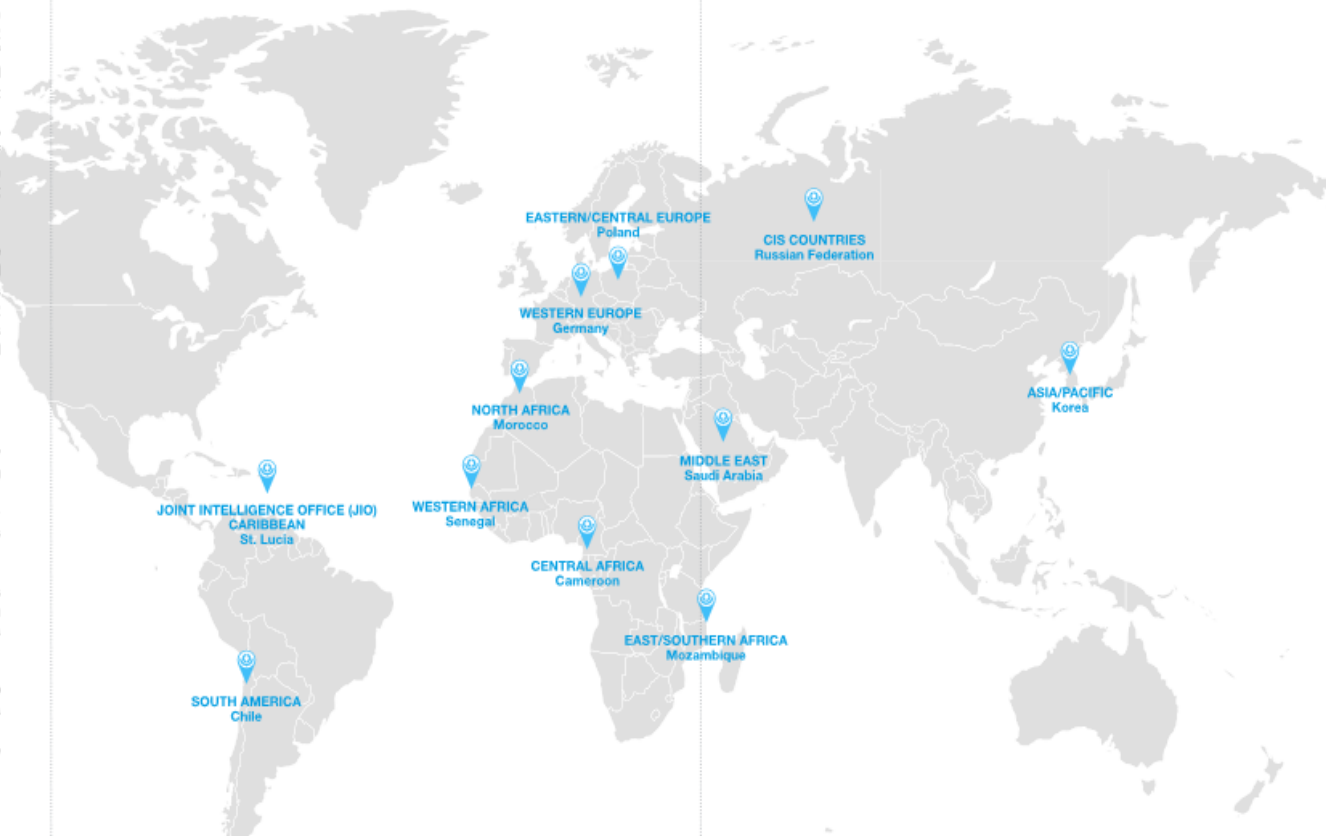 EASTERN/CENTRAL EUROPE
Poland
CIS COUNTRIES
Russian Federation
WESTERN EUROPE
Germany
ASIA/PACIFIC
Korea
NORTH AFRICA
Morocco
MIDDLE EAST
Saudi Arabia
JOINT INTELLIGENCE OFFICE (JIO)
CARIBBEAN
St. Lucia
WESTERN AFRICA
Senegal
CENTRAL AFRICA
Cameroon
EAST/SOUTHERN AFRICA
Mozambique
SOUTH AMERICA
Chile